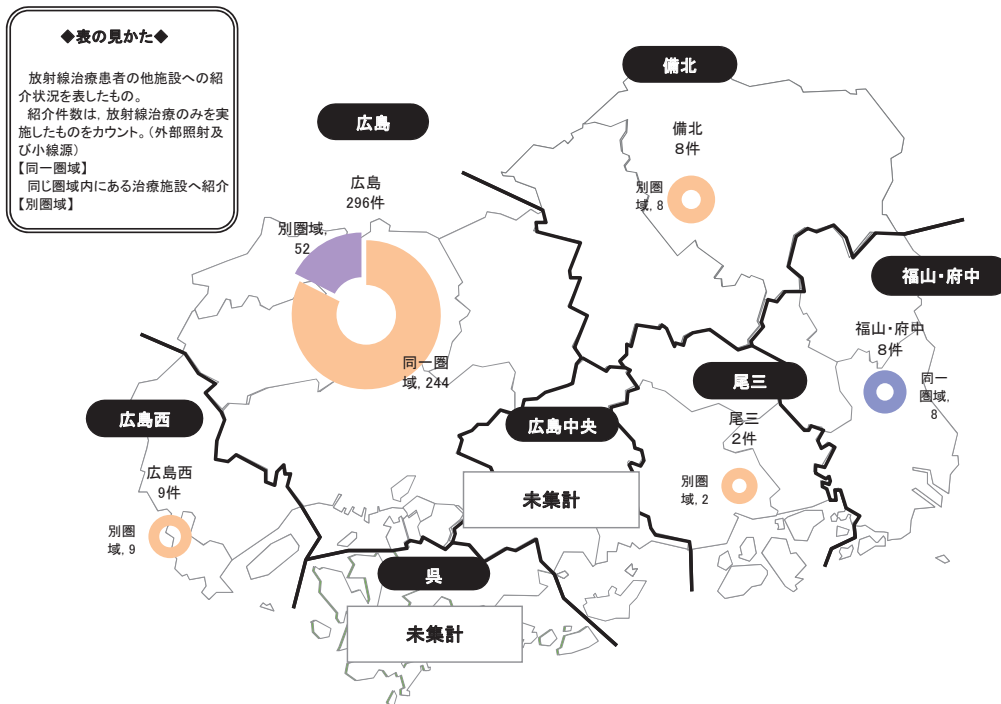 ◆表の見かた◆
放射線治療患者の他施設への紹
介状況を表したもの。
紹介件数は，放射線治療のみを実
施したものをカウント。（外部照射及
び小線源）
【同一圏域】
同じ圏域内にある治療施設へ紹介
【別圏域】
備北
備北
8件
別圏
域, 8
広島
広島
296件
別圏域,
52
同一圏
域, 244
福山・府中
福山・府中
8件
同一
圏域,
8
尾三
尾三
2件
別圏
域, 2
広島西
広島西
9件
別圏
域, 9
広島中央
未集計
呉
未集計